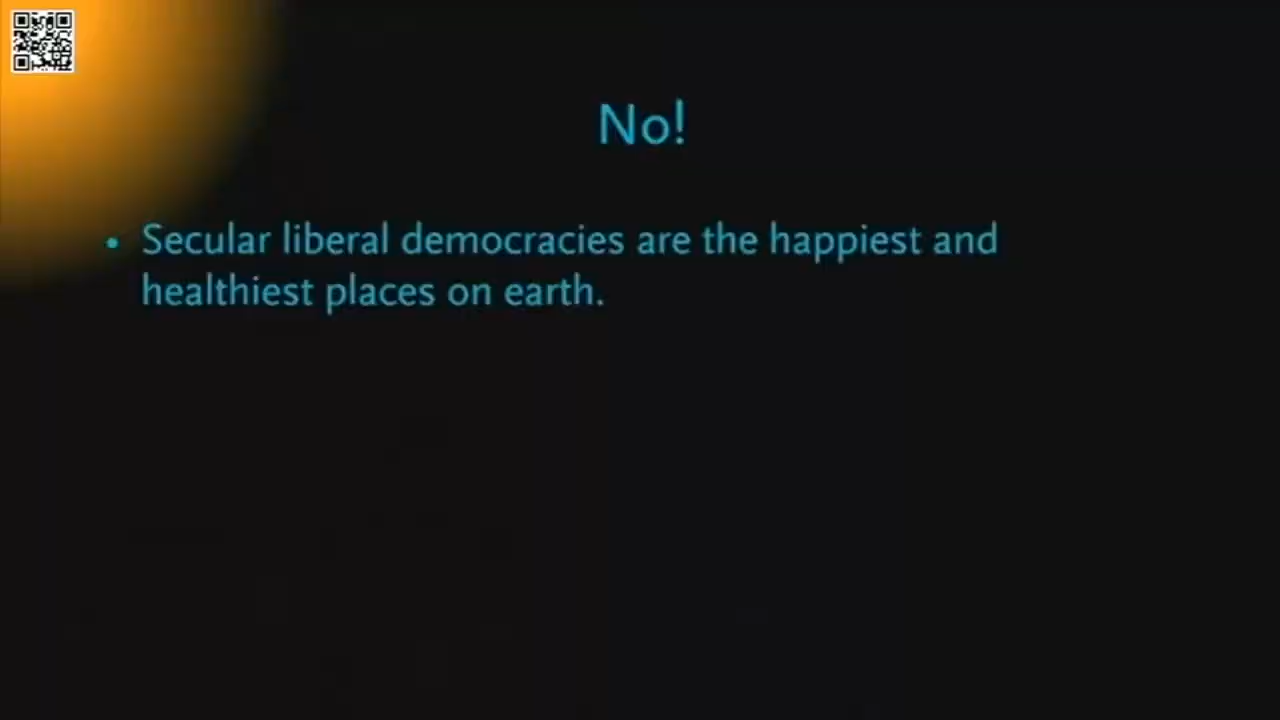 No!
• Secular liberal democracies are the happiest and
healthiest places on earth.